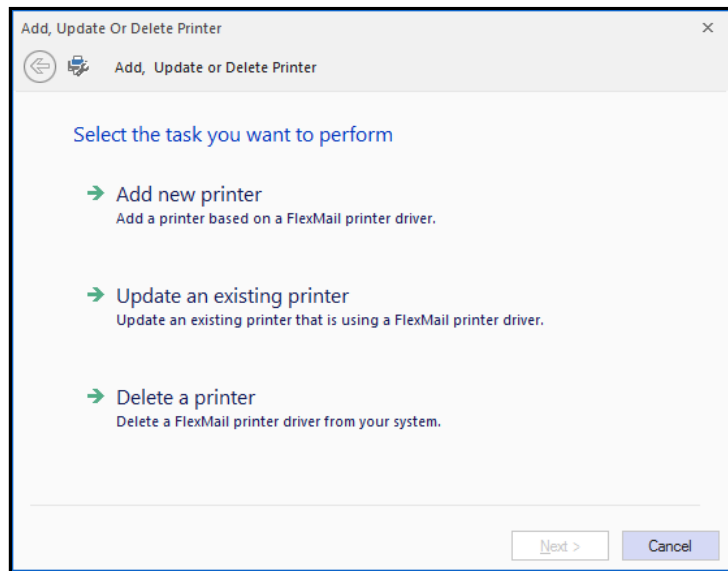 Add, Update Or Delete Printer
Add, Update or Delete Printer
Select the task you want to perform
Add new printer
Add a printer based on a FlexMail printer driver.
Update an existing printer
Update an existing printer that is using a FlexMail printer driver.
Delete a printer
Delete a FlexMail printer driver from your system.
Next > Cancel